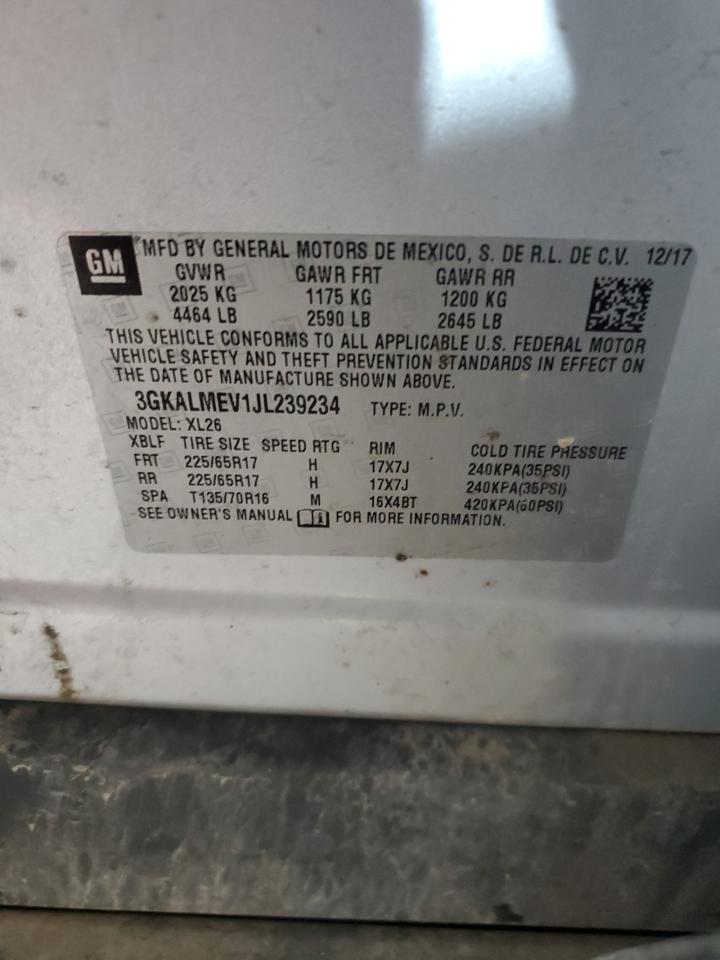 GM MFD BY GENERAL MOTORS DE MEXICO, S. DE R.L. DE C.V. 12/17
GVWR GAWR FRT GAWR RR
2025 KG 1175 KG 1200 KG
4464 LB 2590 LB 2645 LB
THIS VEHICLE CONFORMS TO ALL APPLICABLE U.S. FEDERAL MOTOR
VEHICLE SAFETY AND THEFT PREVENTION STANDARDS IN EFFECT ON
THE DATE OF MANUFACTURE SHOWN ABOVE.
3GKALMEV1JL239234 TYPE: M.P.V.
MODEL: XL26
XBLF TIRE SIZE SPEED RTG RIM COLD TIRE PRESSURE
FRT 225/65R17 H 17X7J 240KPA(35PSI)
RR 225/65R17 H 17X7J 240KPA(35PSI)
SPA T135/70R16 M 16X4BT 420KPA(60PSI)
SEE OWNER'S MANUAL FOR MORE INFORMATION.